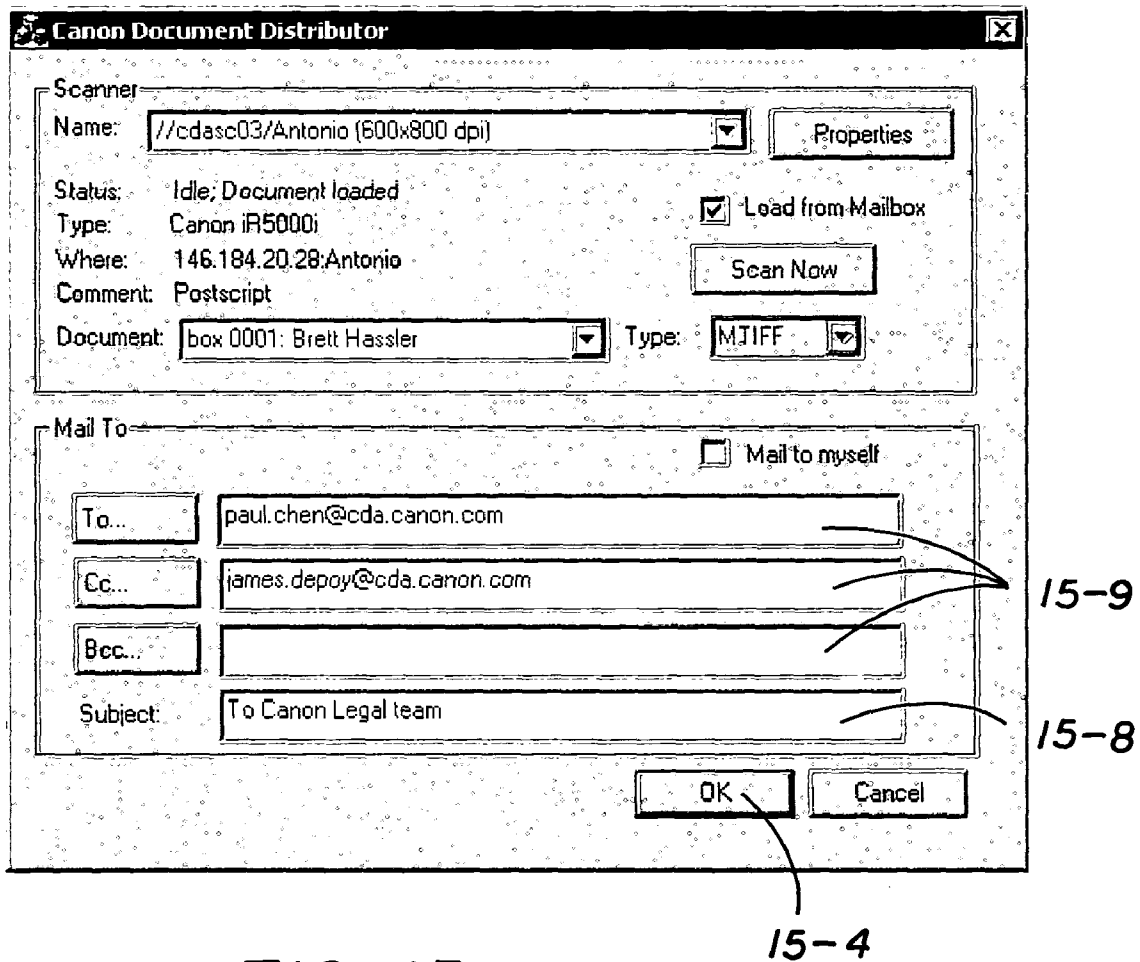 Canon Document Distributor
Scanner
Name: //cdasc03/Antonio (600x800 dpi) Properties
Status: Idle; Document loaded
Load from Mailbox
Type: Canon iR5000i
Where: 146.184.20.28:Antonio
Scan Now
Comment: Postscript
Document: box 0001: Brett Hassler Type: MTIFF
Mail To
Mail to myself
To... paul.chen@cda.canon.com
Cc... james.depoy@cda.canon.com
15-9
Bcc...
Subject: To Canon Legal team
15-8
OK Cancel
15-4